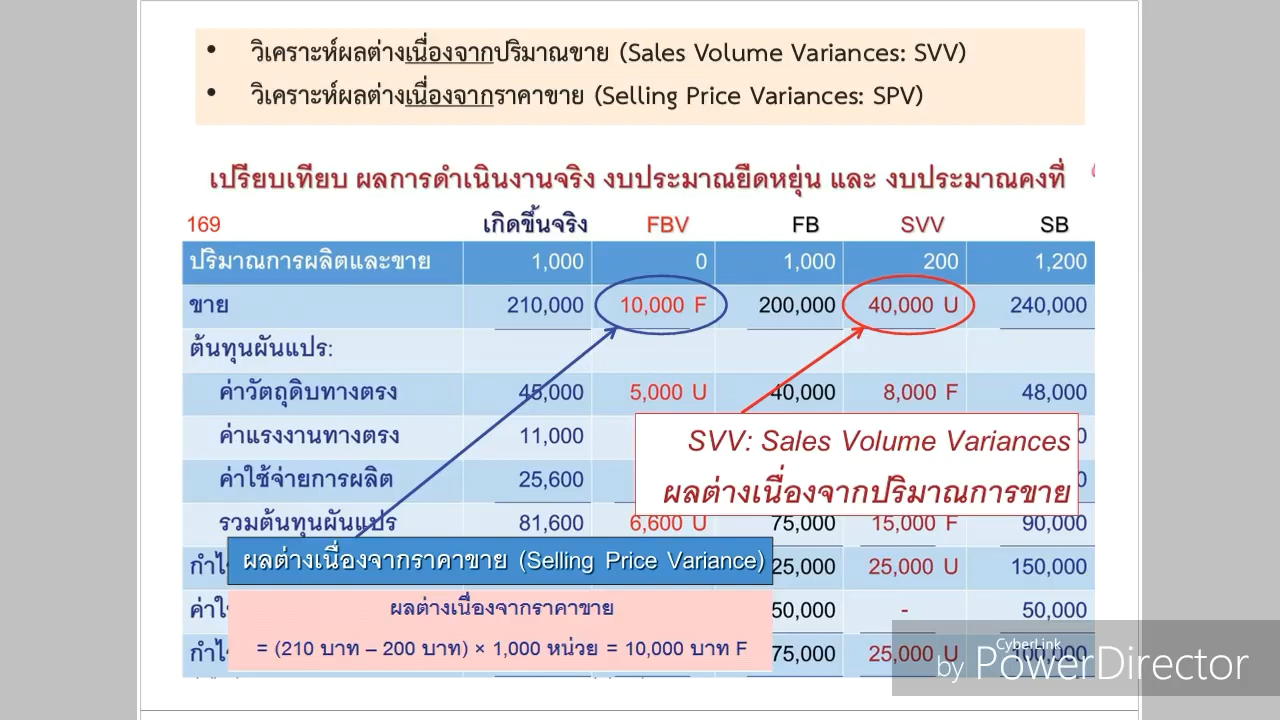 • วิเคราะห์ผลต่างเนื่องจากปริมาณขาย (Sales Volume Variances: SVV)
• วิเคราะห์ผลต่างเนื่องจากราคาขาย (Selling Price Variances: SPV)
เปรียบเทียบ ผลการดำเนินงานจริง งบประมาณยืดหยุ่น และ งบประมาณคงที่
169 เกิดขึ้นจริง FBV FB SVV SB
ปริมาณการผลิตและขาย 1,000 0 1,000 200 1,200
ขาย 210,000 10,000 F 200,000 40,000 U 240,000
ต้นทุนผันแปร:
ค่าวัตถุดิบทางตรง 45,000 5,000 U 40,000 8,000 F 48,000
ค่าแรงงานทางตรง 11,000
SVV: Sales Volume Variances
ค่าใช้จ่ายการผลิต 25,600
ผลต่างเนื่องจากปริมาณการขาย
รวมต้นทุนผันแปร 81,600 6,600 U 75,000 15,000 F 90,000
ผลต่างเนื่องจากราคาขาย (Selling Price Variance)
25,000 25,000 U 150,000
ผลต่างเนื่องจากราคาขาย
50,000 - 50,000
= (210 บาท – 200 บาท) × 1,000 หน่วย = 10,000 บาท F
75,000 25,000 U 100,000
CyberLink
by PowerDirector